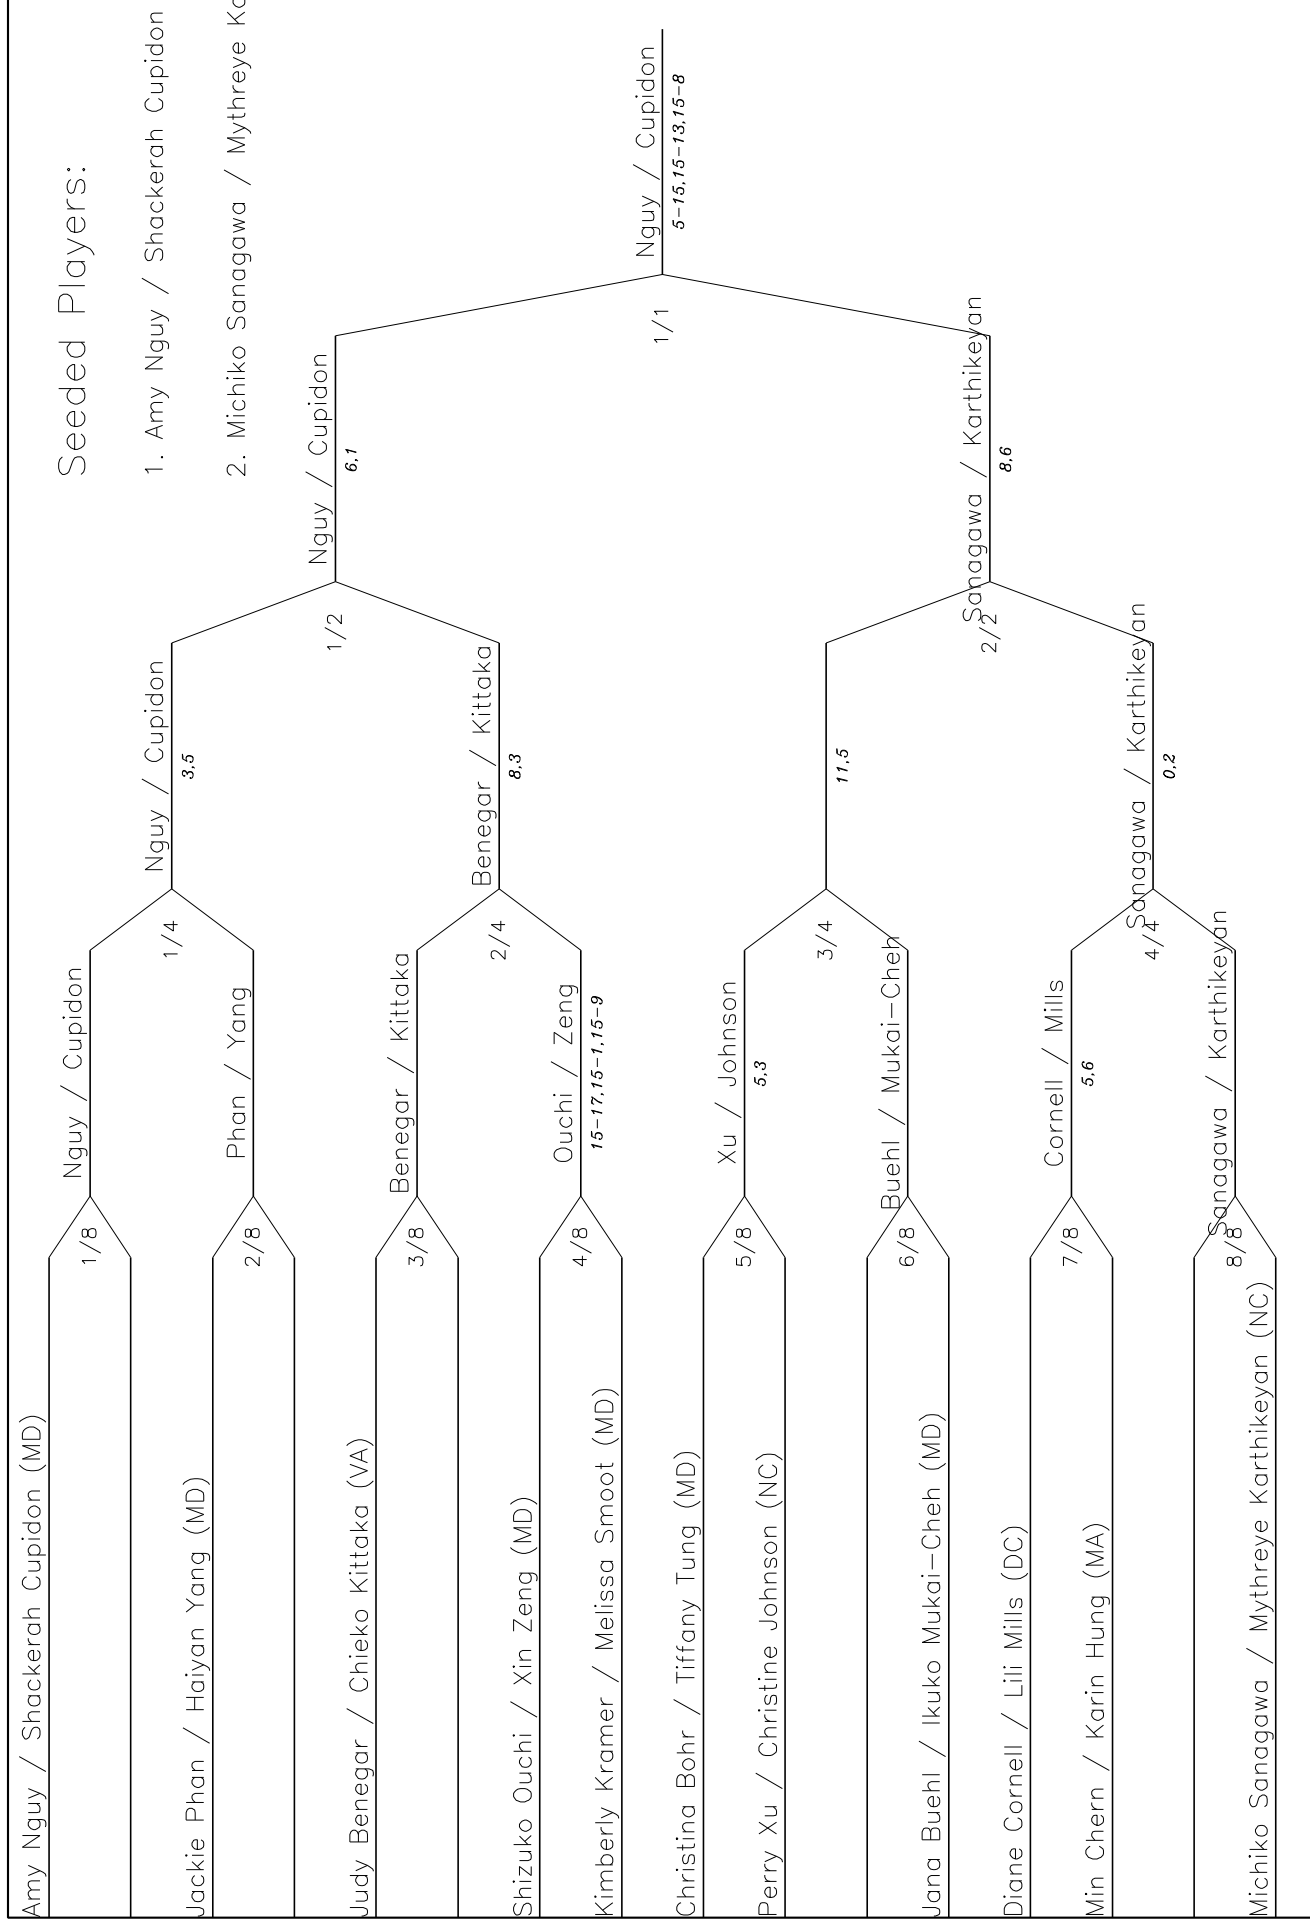 Seeded Players:
1. Amy Nguy / Shackerah Cupidon
2. Michiko Sanagawa / Mythreye
Amy Nguy / Shackerah Cupidon (MD)
Jackie Phan / Haiyan Yang (MD)
Judy Benegar / Chieko Kittaka (VA)
Shizuko Ouchi / Xin Zeng (MD)
Kimberly Kramer / Melissa Smoot (MD)
Christina Bohr / Tiffany Tung (MD)
Perry Xu / Christine Johnson (NC)
Jana Buehl / Ikuko Mukai-Cheh (MD)
Diane Cornell / Lili Mills (DC)
Min Chern / Karin Hung (MA)
Michiko Sanagawa / Mythreye Karthikeyan (NC)
1/8
2/8
3/8
4/8
5/8
6/8
7/8
8/8
Nguy / Cupidon
Phan / Yang
Benegar / Kittaka
Ouchi / Zeng
15-17,15-1,15-9
Xu / Johnson
5,3
Buehl / Mukai-Cheh
Cornell / Mills
5,6
Sanagawa / Karthikeyan
1/4
2/4
3/4
4/4
Nguy / Cupidon
3,5
Benegar / Kittaka
8,3
11,5
Sanagawa / Karthikeyan
0,2
1/2
2/2
Nguy / Cupidon
6,1
Sanagawa / Karthikeyan
8,6
1/1
Nguy / Cupidon
5-15,15-13,15-8